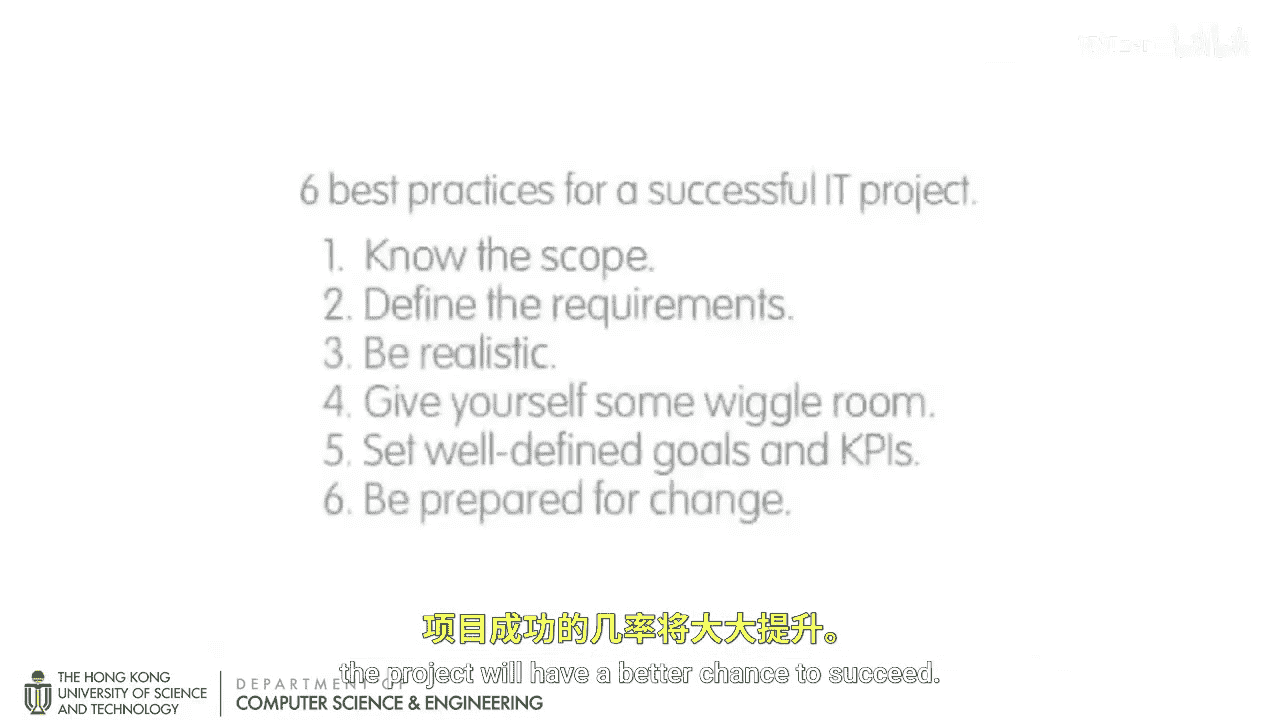 6 best practices for a successful IT project.
1. Know the scope.
2. Define the requirements.
3. Be realistic.
4. Give yourself some wiggle room.
5. Set well-defined goals and KPIs.
6. Be prepared for change.
项目成功的几率将大大提升。
the project will have a better chance to succeed.
THE HONG KONG
UNIVERSITY OF SCIENCE
AND TECHNOLOGY
DEPARTMENT OF
COMPUTER SCIENCE & ENGINEERING